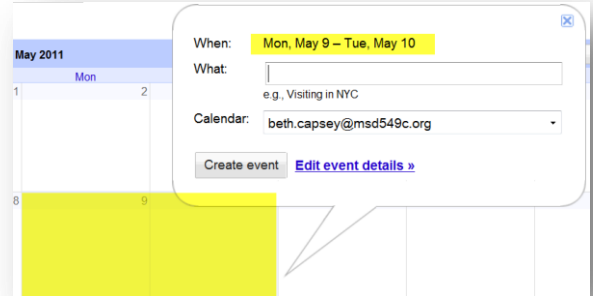 When: Mon, May 9 – Tue, May 10
May 2011
What:
Mon
e.g., Visiting in NYC
1 2
Calendar: beth.capsey@msd549c.org
Create event Edit event details »
8 9